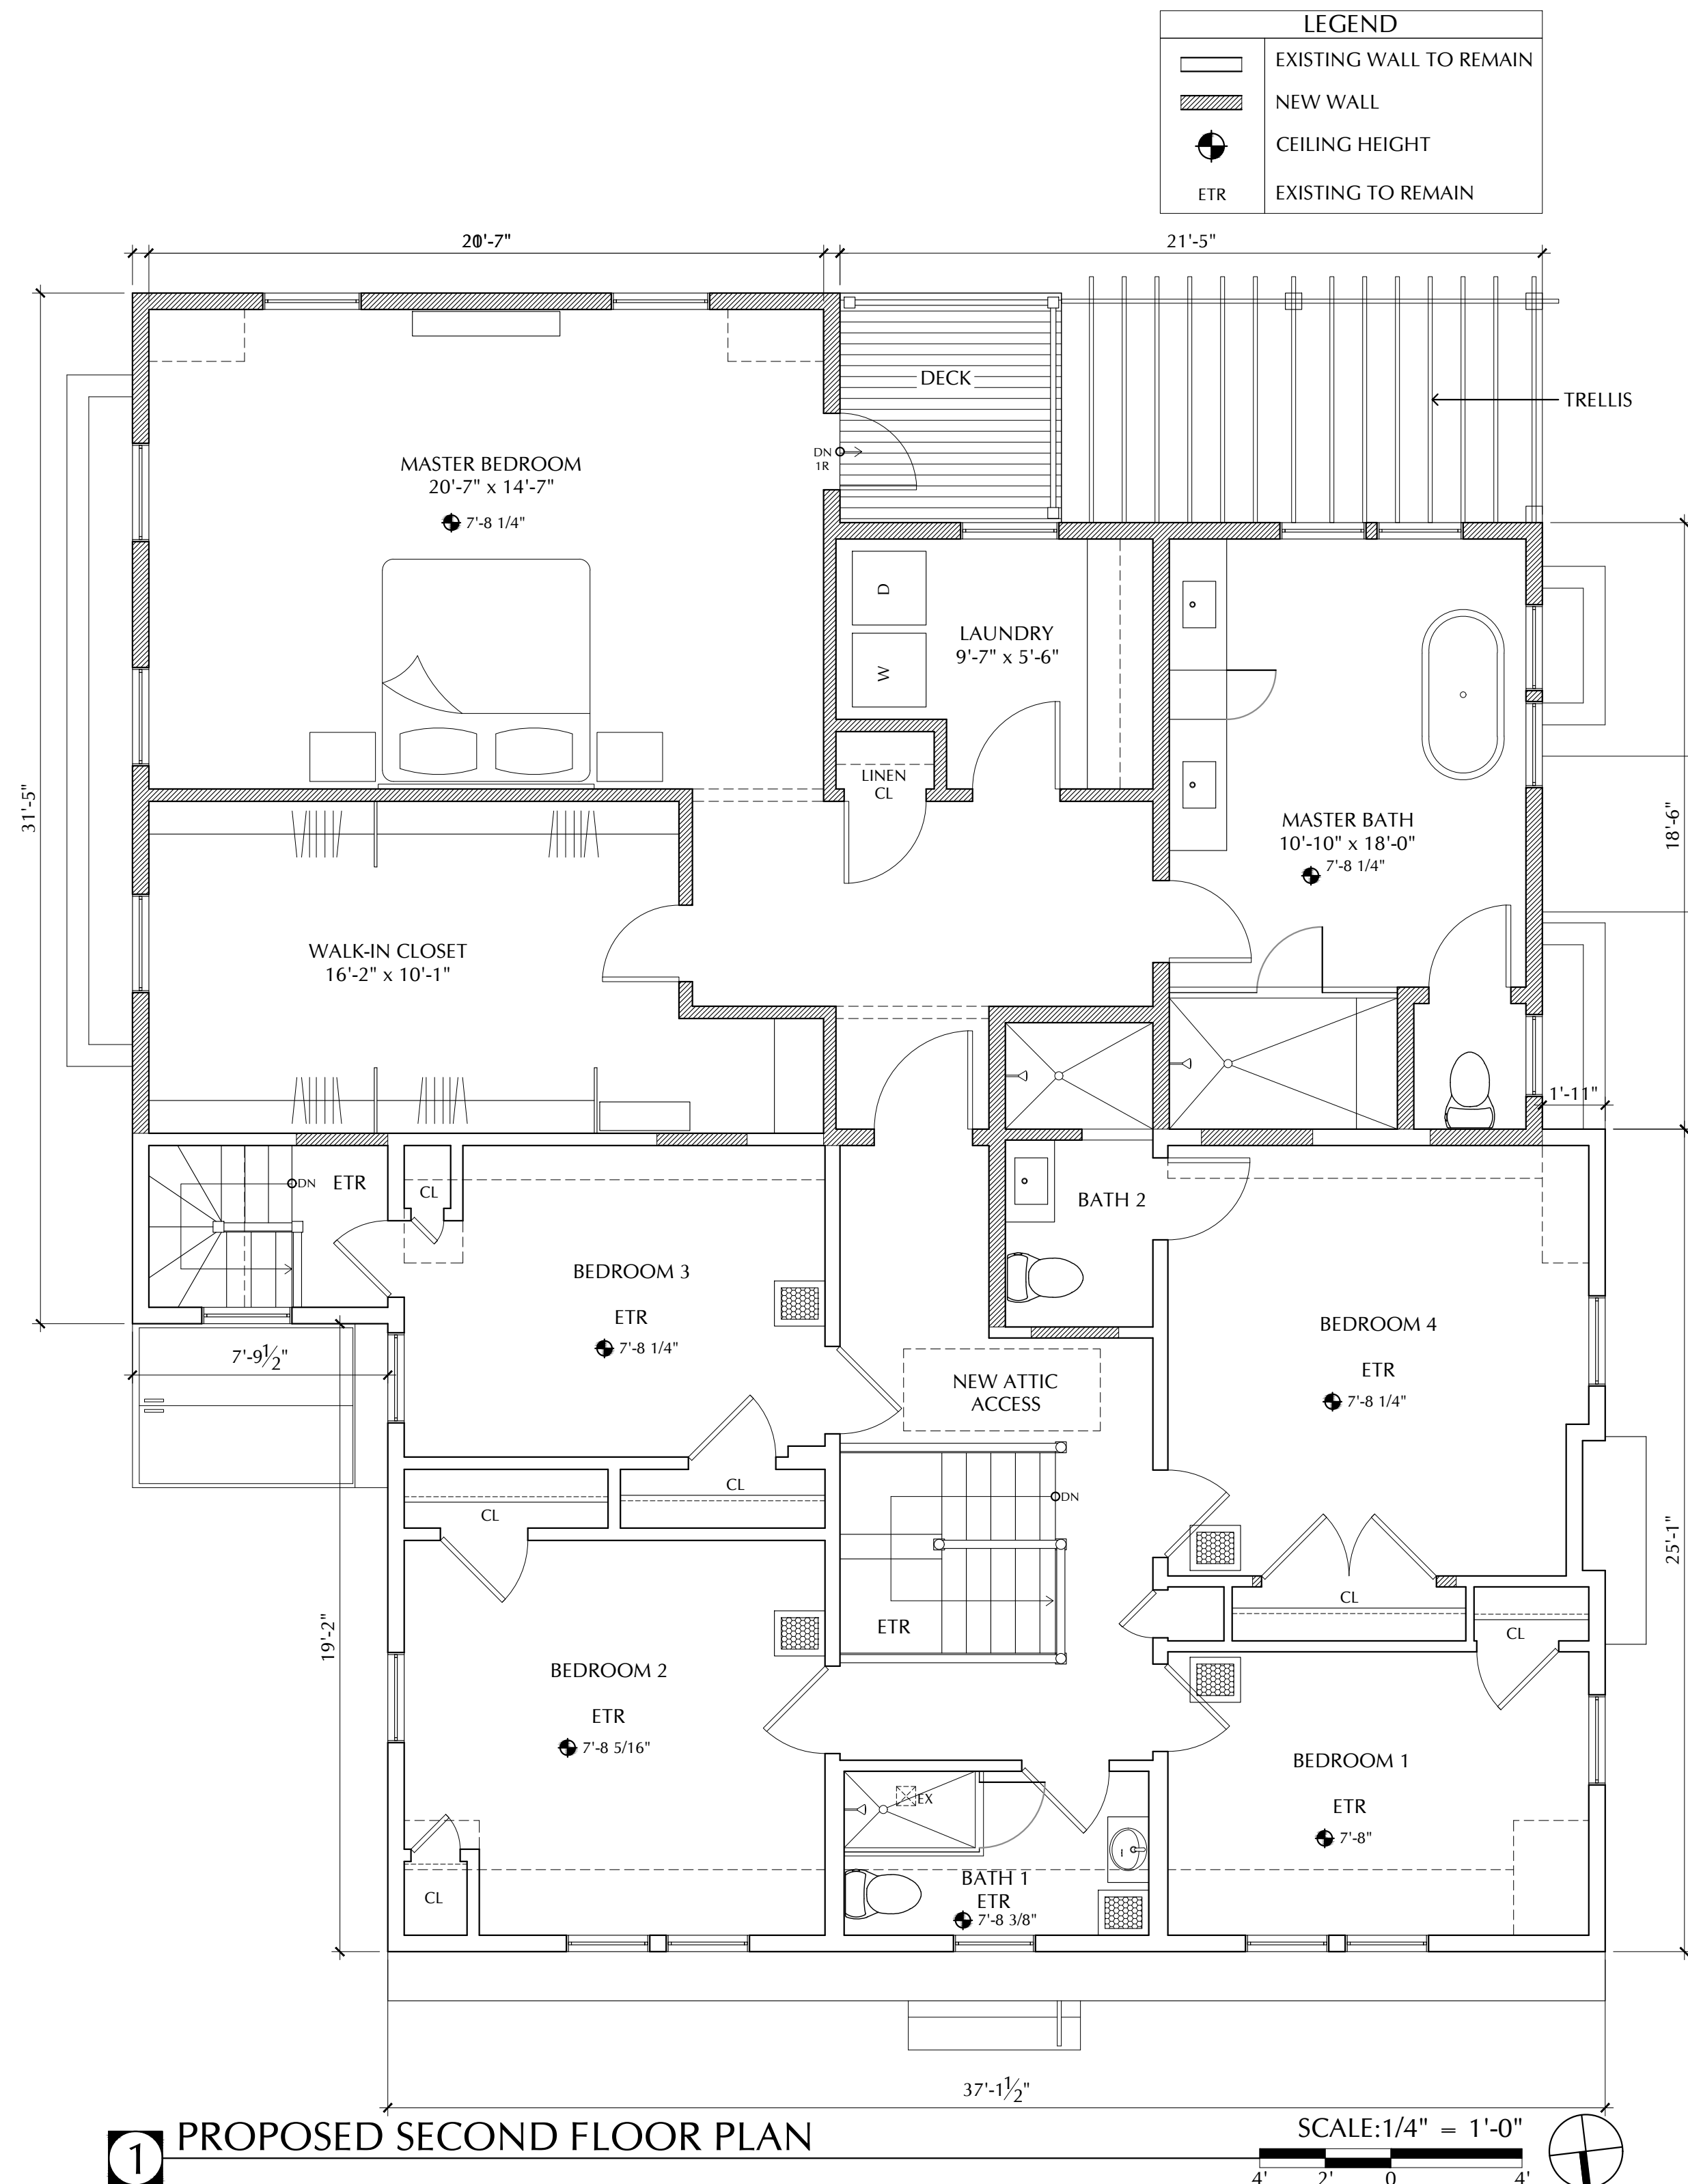 LEGEND
EXISTING WALL TO REMAIN
NEW WALL
CEILING HEIGHT
ETR EXISTING TO REMAIN
21'-5"
DECK
TRELLIS
DN
1R
MASTER BEDROOM
20'-7" x 14'-7"
7'-8 1/4"
D
W
LAUNDRY
9'-7" x 5'-6"
LINEN
CL
31'-5"
18'-6"
MASTER BATH
10'-10" x 18'-0"
7'-8 1/4"
WALK-IN CLOSET
16'-2" x 10'-1"
1'-11"
DN
ETR
CL
BATH 2
BEDROOM 3
ETR
7'-8 1/4"
7'-9 1/2"
BEDROOM 4
ETR
7'-8 1/4"
NEW ATTIC
ACCESS
CL
CL
DN
25'-1"
19'-2"
ETR
CL
CL
BEDROOM 2
ETR
7'-8 5/16"
BEDROOM 1
ETR
7'-8"
EX
BATH 1
ETR
7'-8 3/8"
CL
37'-1 1/2"
1 PROPOSED SECOND FLOOR PLAN
SCALE:1/4" = 1'-0"
4' 2' 0 4'